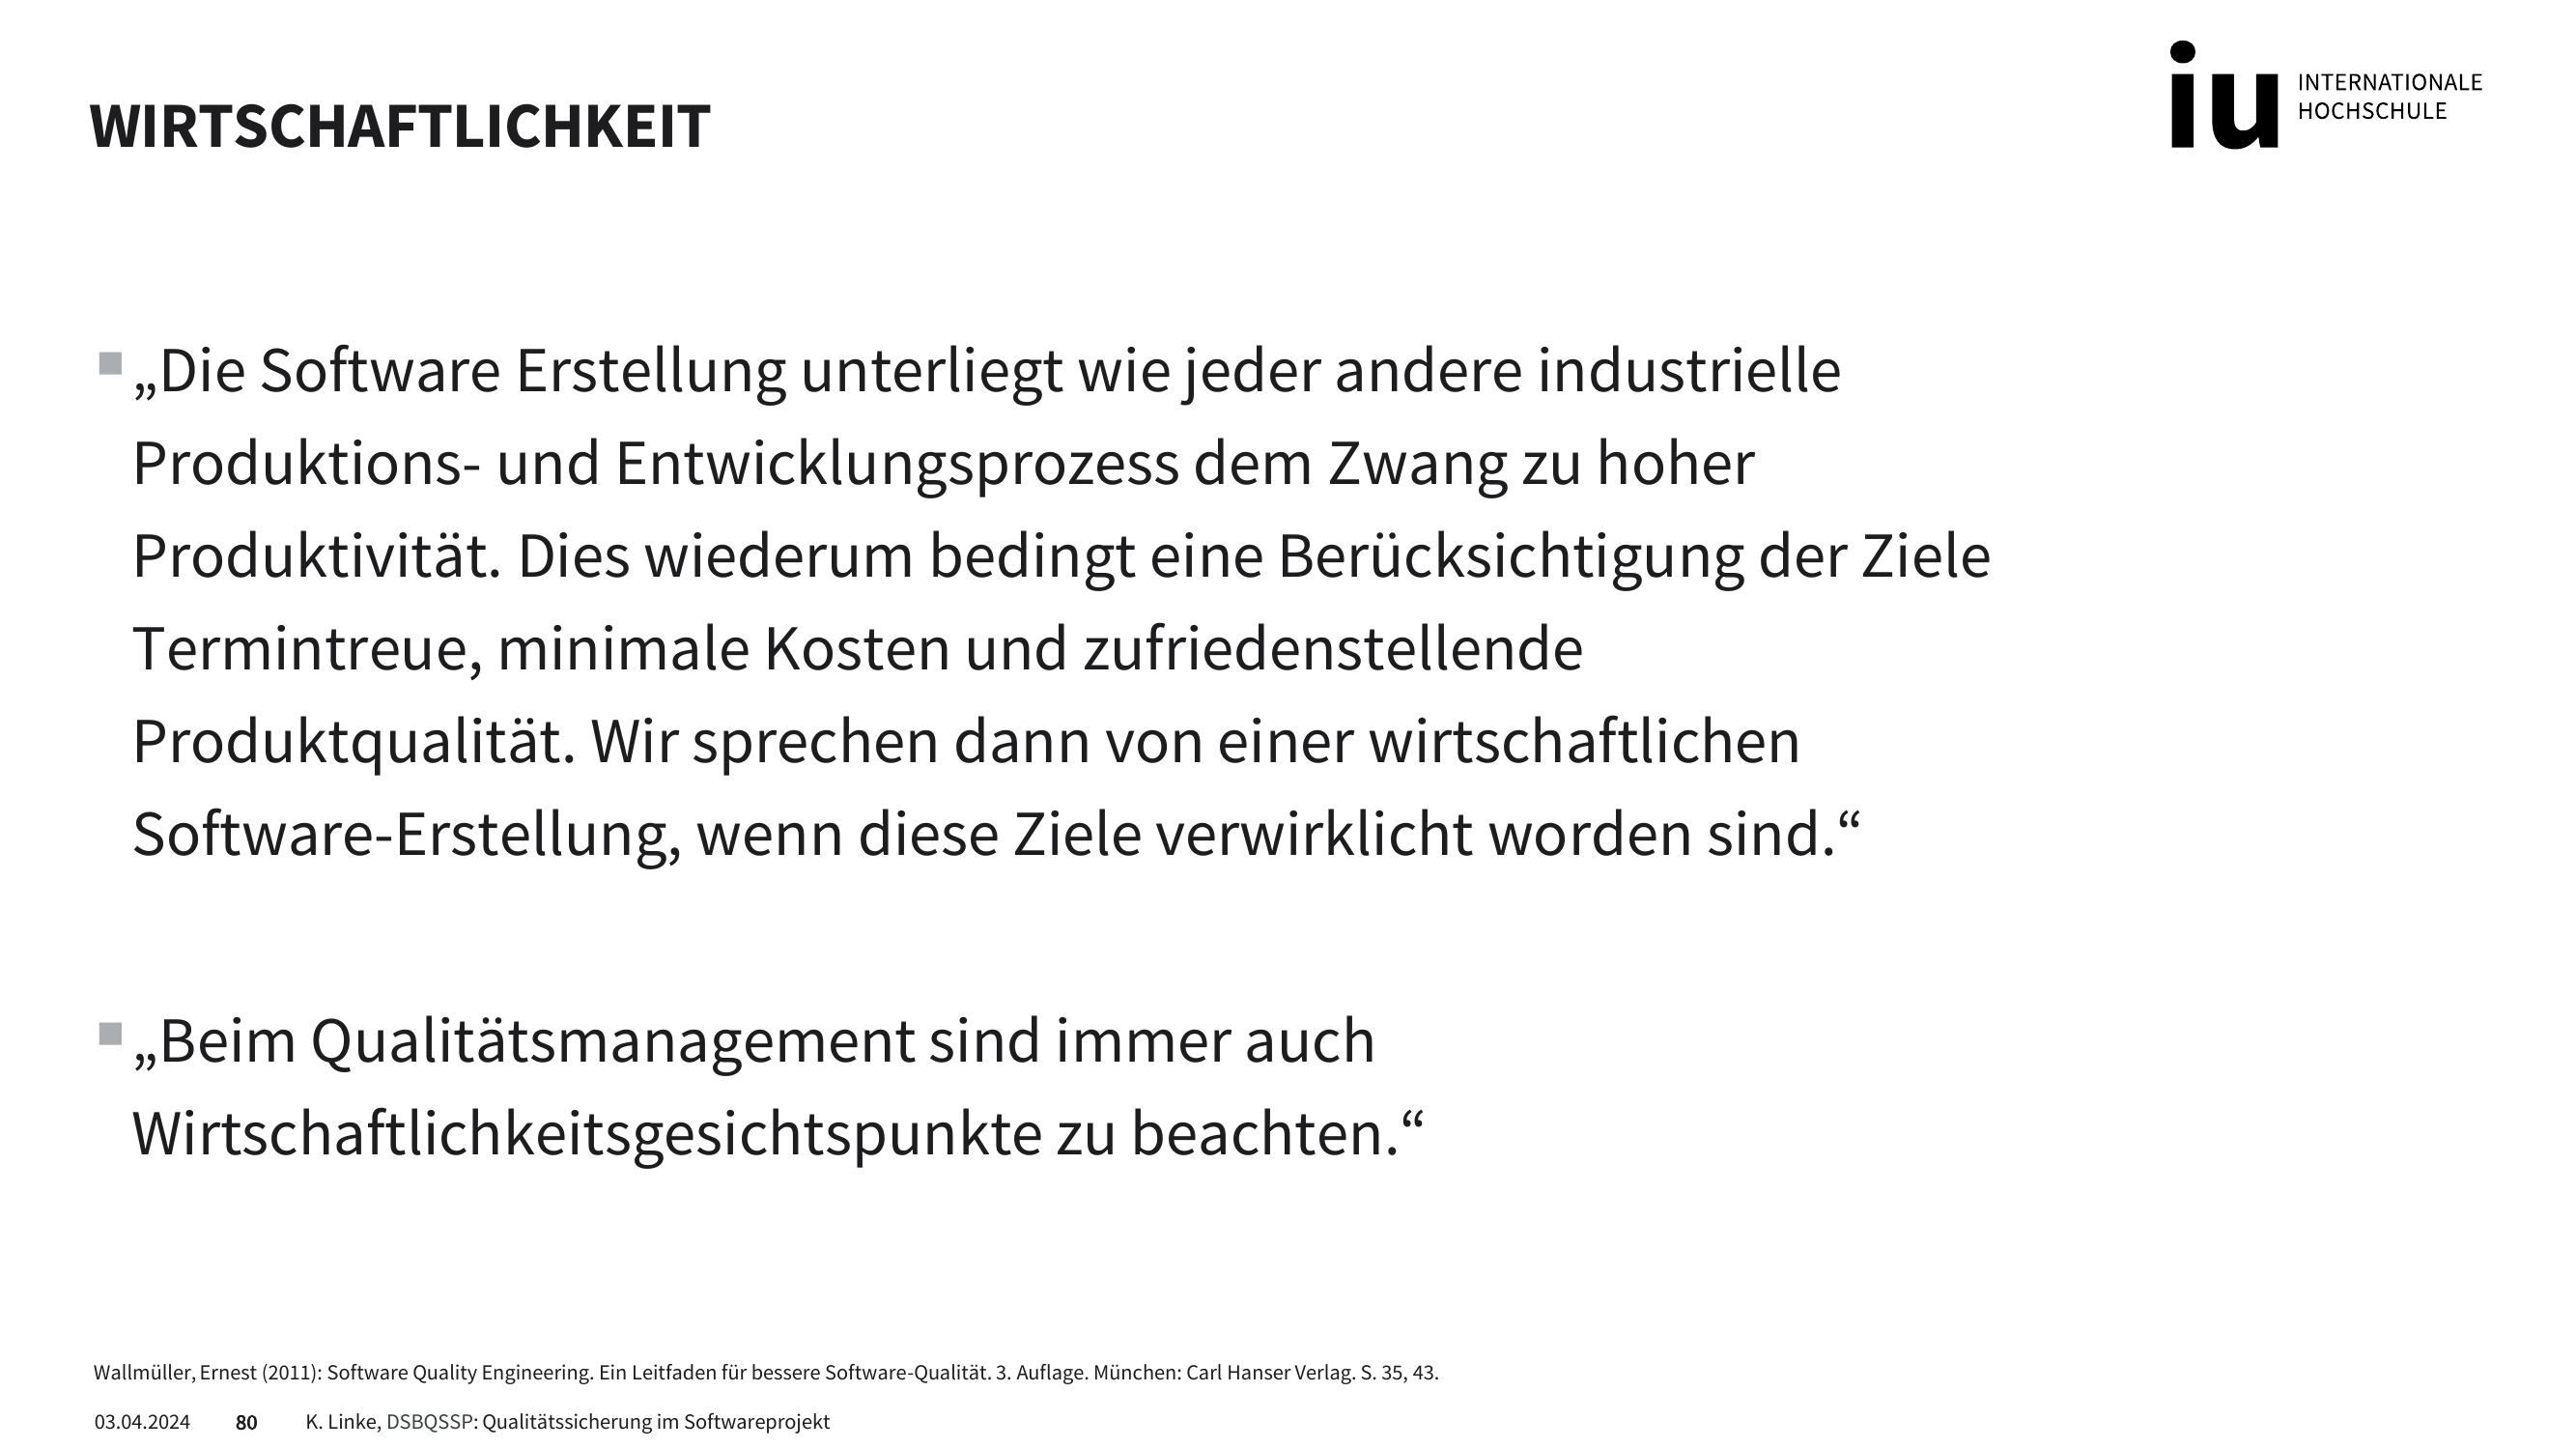 WIRTSCHAFTLICHKEIT
iu INTERNATIONALE
HOCHSCHULE
„Die Software Erstellung unterliegt wie jeder andere industrielle
Produktions- und Entwicklungsprozess dem Zwang zu hoher
Produktivität. Dies wiederum bedingt eine Berücksichtigung der Ziele
Termintreue, minimale Kosten und zufriedenstellende
Produktqualität. Wir sprechen dann von einer wirtschaftlichen
Software-Erstellung, wenn diese Ziele verwirklicht worden sind.“
„Beim Qualitätsmanagement sind immer auch
Wirtschaftlichkeitsgesichtspunkte zu beachten.“
Wallmüller, Ernest (2011): Software Quality Engineering. Ein Leitfaden für bessere Software-Qualität. 3. Auflage. München: Carl Hanser Verlag. S. 35, 43.
03.04.2024 80 K. Linke, DSBQSSP: Qualitätssicherung im Softwareprojekt